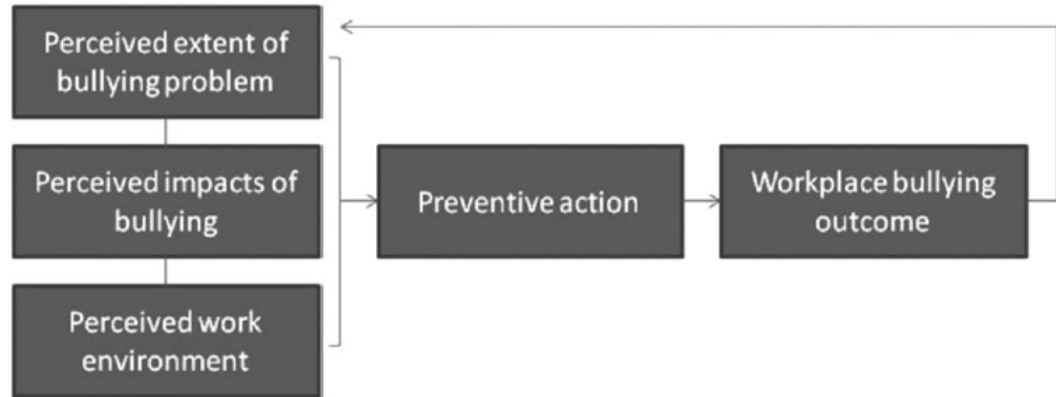 Perceived extent of
bullying problem
Perceived impacts of
bullying
Perceived work
environment
Preventive action
Workplace bullying
outcome